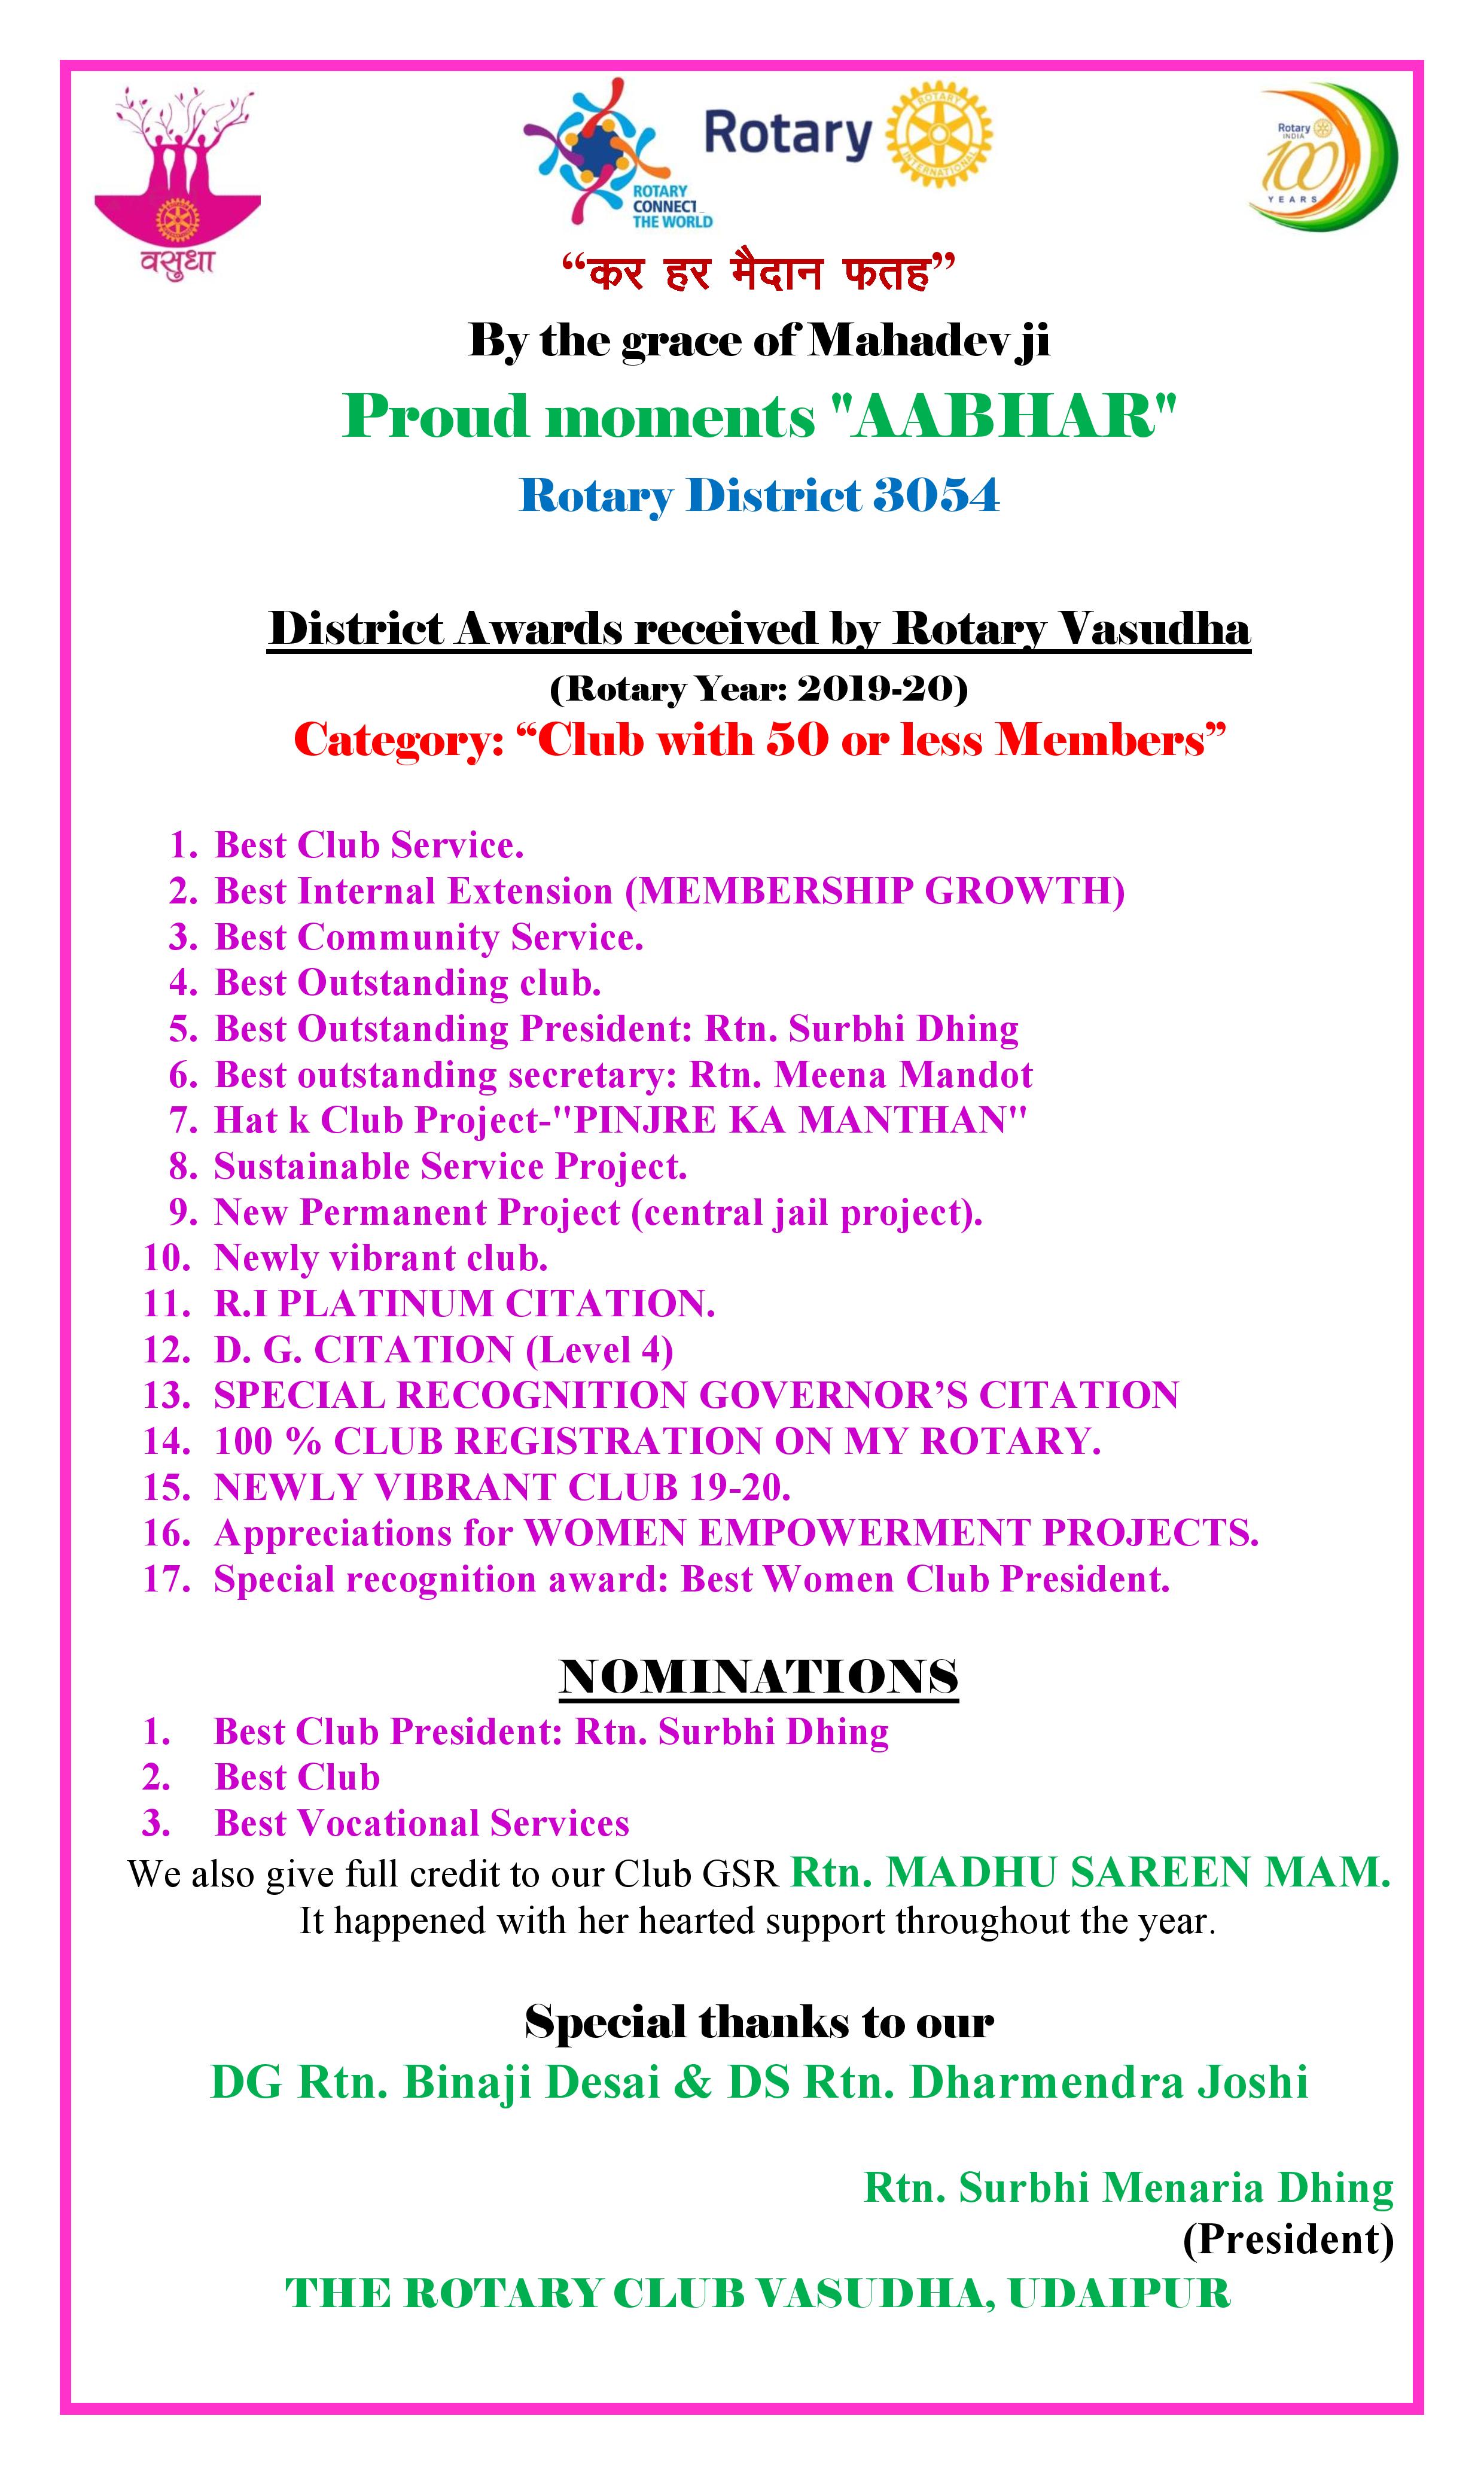 वसुधा
ROTARY
CONNECT
THE WORLD
Rotary
ROTARY
INTERNATIONAL
Rotary
INDIA
100
YEARS
“कर हर मैदान फतह”
By the grace of Mahadev ji
Proud moments "AABHAR"
Rotary District 3054
District Awards received by Rotary Vasudha
(Rotary Year: 2019-20)
Category: “Club with 50 or less Members”
1. Best Club Service.
2. Best Internal Extension (MEMBERSHIP GROWTH)
3. Best Community Service.
4. Best Outstanding club.
5. Best Outstanding President: Rtn. Surbhi Dhing
6. Best outstanding secretary: Rtn. Meena Mandot
7. Hat k Club Project-"PINJRE KA MANTHAN"
8. Sustainable Service Project.
9. New Permanent Project (central jail project).
10. Newly vibrant club.
11. R.I PLATINUM CITATION.
12. D. G. CITATION (Level 4)
13. SPECIAL RECOGNITION GOVERNOR’S CITATION
14. 100 % CLUB REGISTRATION ON MY ROTARY.
15. NEWLY VIBRANT CLUB 19-20.
16. Appreciations for WOMEN EMPOWERMENT PROJECTS.
17. Special recognition award: Best Women Club President.
NOMINATIONS
1. Best Club President: Rtn. Surbhi Dhing
2. Best Club
3. Best Vocational Services
We also give full credit to our Club GSR Rtn. MADHU SAREEN MAM.
It happened with her hearted support throughout the year.
Special thanks to our
DG Rtn. Binaji Desai & DS Rtn. Dharmendra Joshi
Rtn. Surbhi Menaria Dhing
(President)
THE ROTARY CLUB VASUDHA, UDAIPUR